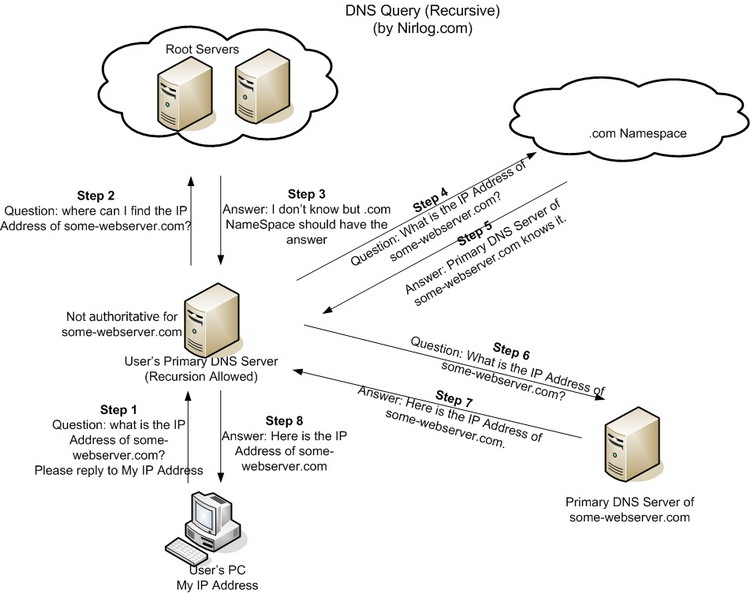 DNS Query (Recursive)
(by Nirlog.com)
Root Servers
.com Namespace
Step 2
Question: where can I find the IP
Address of some-webserver.com?
Step 3
Answer: I don't know but .com
NameSpace should have the
answer
Step 4
Question: What is the IP Address of
some-webserver.com?
Step 5
Answer: Primary DNS Server of
some-webserver.com knows it.
Not authoritative for
some-webserver.com
User's Primary DNS Server
(Recursion Allowed)
Step 6
Question: What is the IP Address of
some-webserver.com?
Step 7
Answer: Here is the IP Address of
some-webserver.com.
Step 1
Question: what is the IP
Address of some-
webserver.com?
Please reply to My IP Address
Step 8
Answer: Here is the IP
Address of some-
webserver.com
Primary DNS Server of
some-webserver.com
User's PC
My IP Address